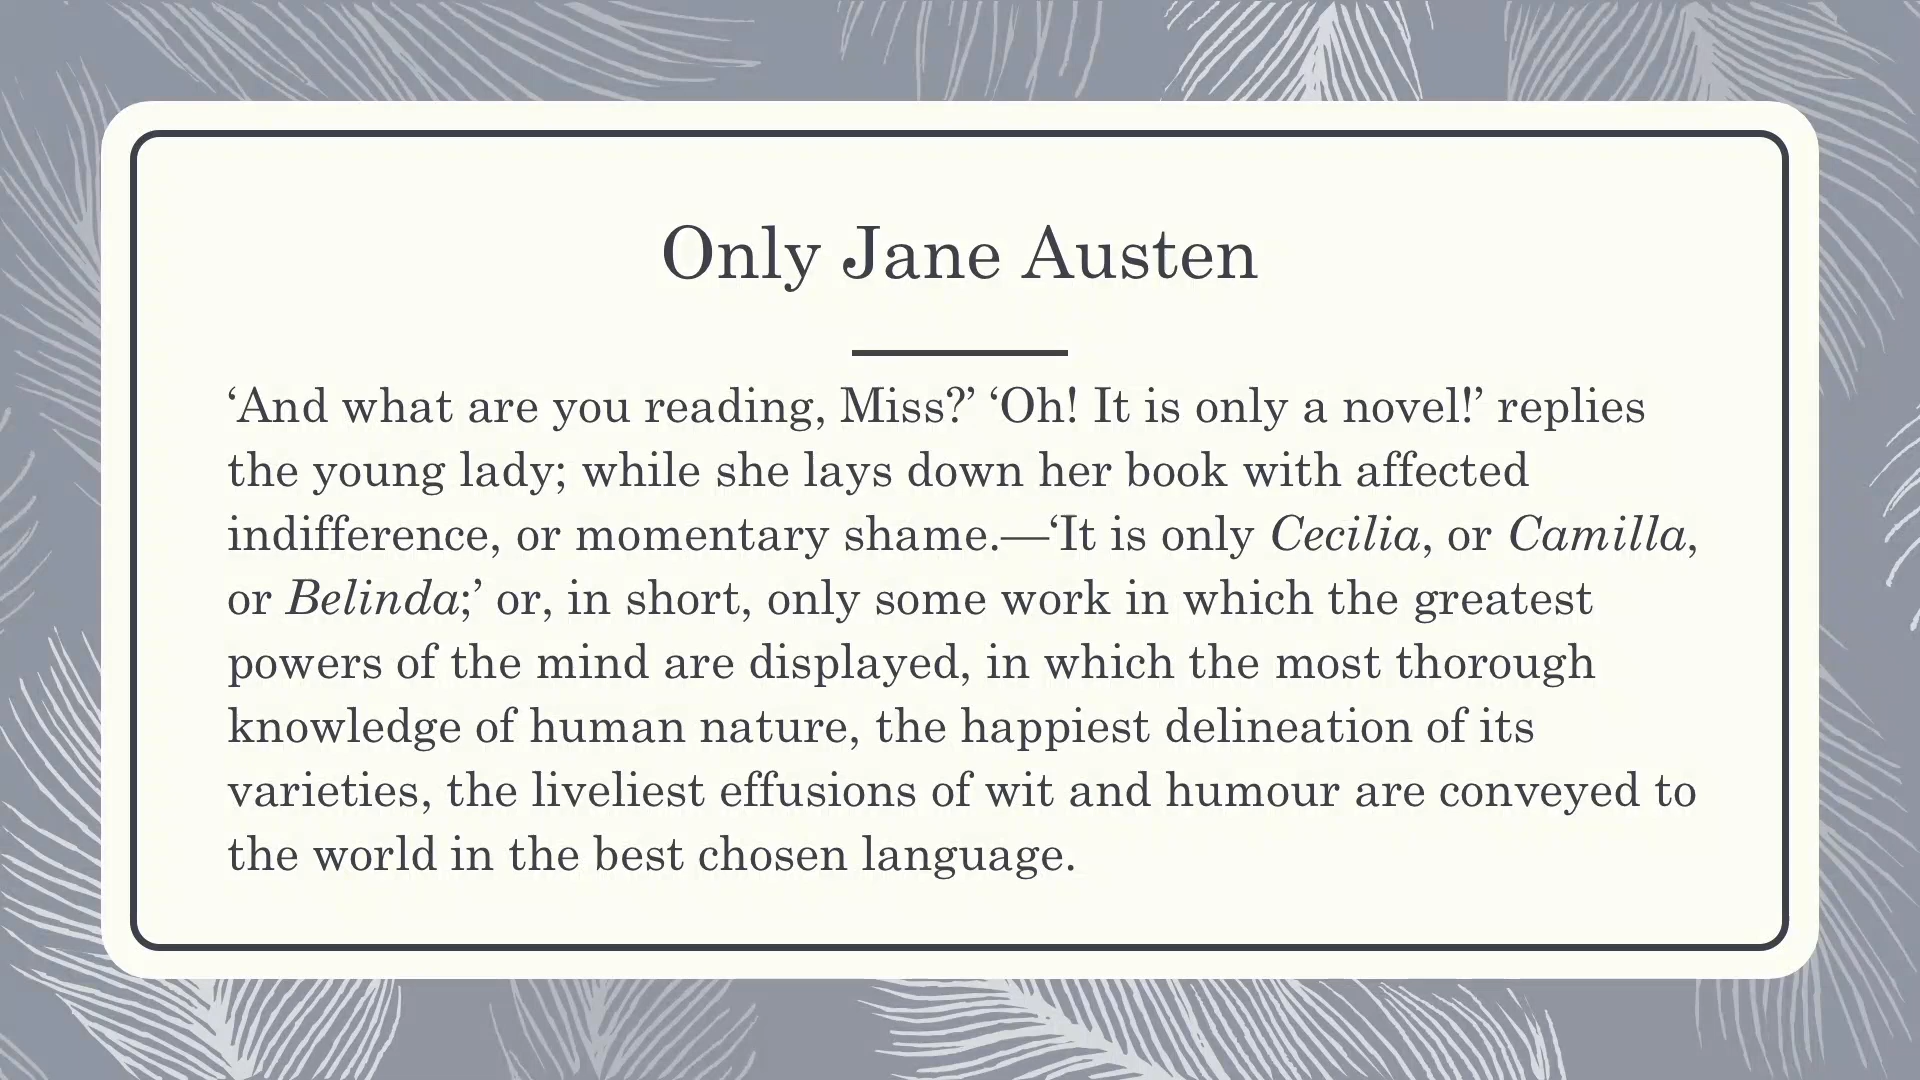 Only Jane Austen
‘And what are you reading, Miss?’ ‘Oh! It is only a novel!’ replies
the young lady; while she lays down her book with affected
indifference, or momentary shame.—‘It is only Cecilia, or Camilla,
or Belinda;’ or, in short, only some work in which the greatest
powers of the mind are displayed, in which the most thorough
knowledge of human nature, the happiest delineation of its
varieties, the liveliest effusions of wit and humour are conveyed to
the world in the best chosen language.